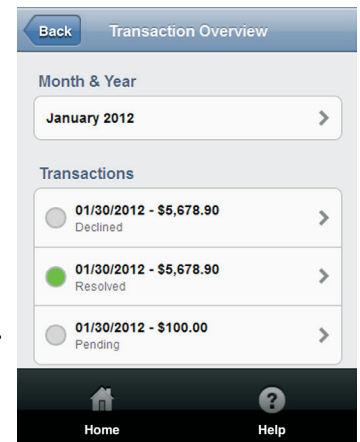 Back Transaction Overview
Month & Year
January 2012
Transactions
01/30/2012 - $5,678.90
Declined
01/30/2012 - $5,678.90
Resolved
01/30/2012 - $100.00
Pending
?
Home Help